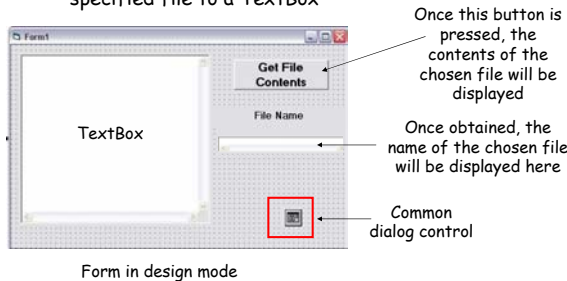 specified file to a TextBox
Form1
Get File
Contents
File Name
TextBox
Once this button is
pressed, the
contents of the
chosen file will be
displayed
Once obtained, the
name of the chosen file
will be displayed here
Common
dialog control
Form in design mode